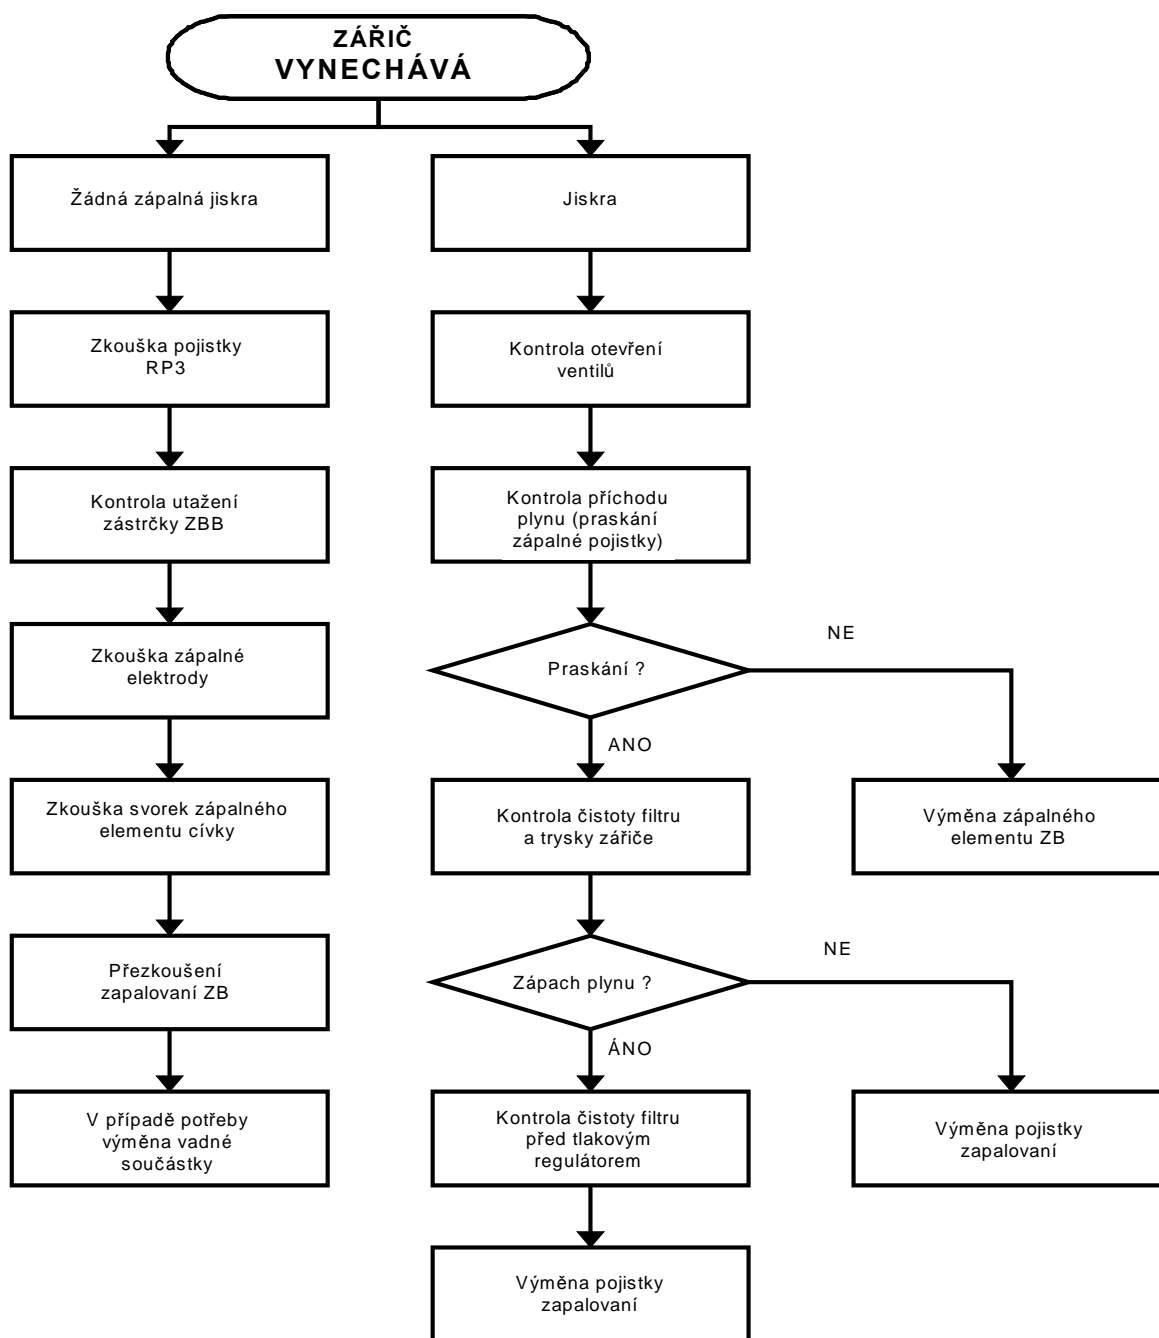 ZÁŘIČ
VYNECHÁVÁ
Žádná zápalná jiskra
Jiskra
Zkouška pojistky
RP3
Kontrola otevření
ventilů
Kontrola utažení
zástrčky ZBB
Kontrola příchodu
plynu (praskání
zápalné pojistky)
Zkouška zápalné
elektrody
Praskání ?
NE
ANO
Zkouška svorek zápalného
elementu cívky
Kontrola čistoty filtru
a trysky zářiče
Výměna zápalného
elementu ZB
Přezkoušení
zapalovaní ZB
Zápach plynu ?
NE
ÁNO
V případě potřeby
výměna vadné
součástky
Kontrola čistoty filtru
před tlakovým
regulátorem
Výměna pojistky
zapalovaní
Výměna pojistky
zapalovaní